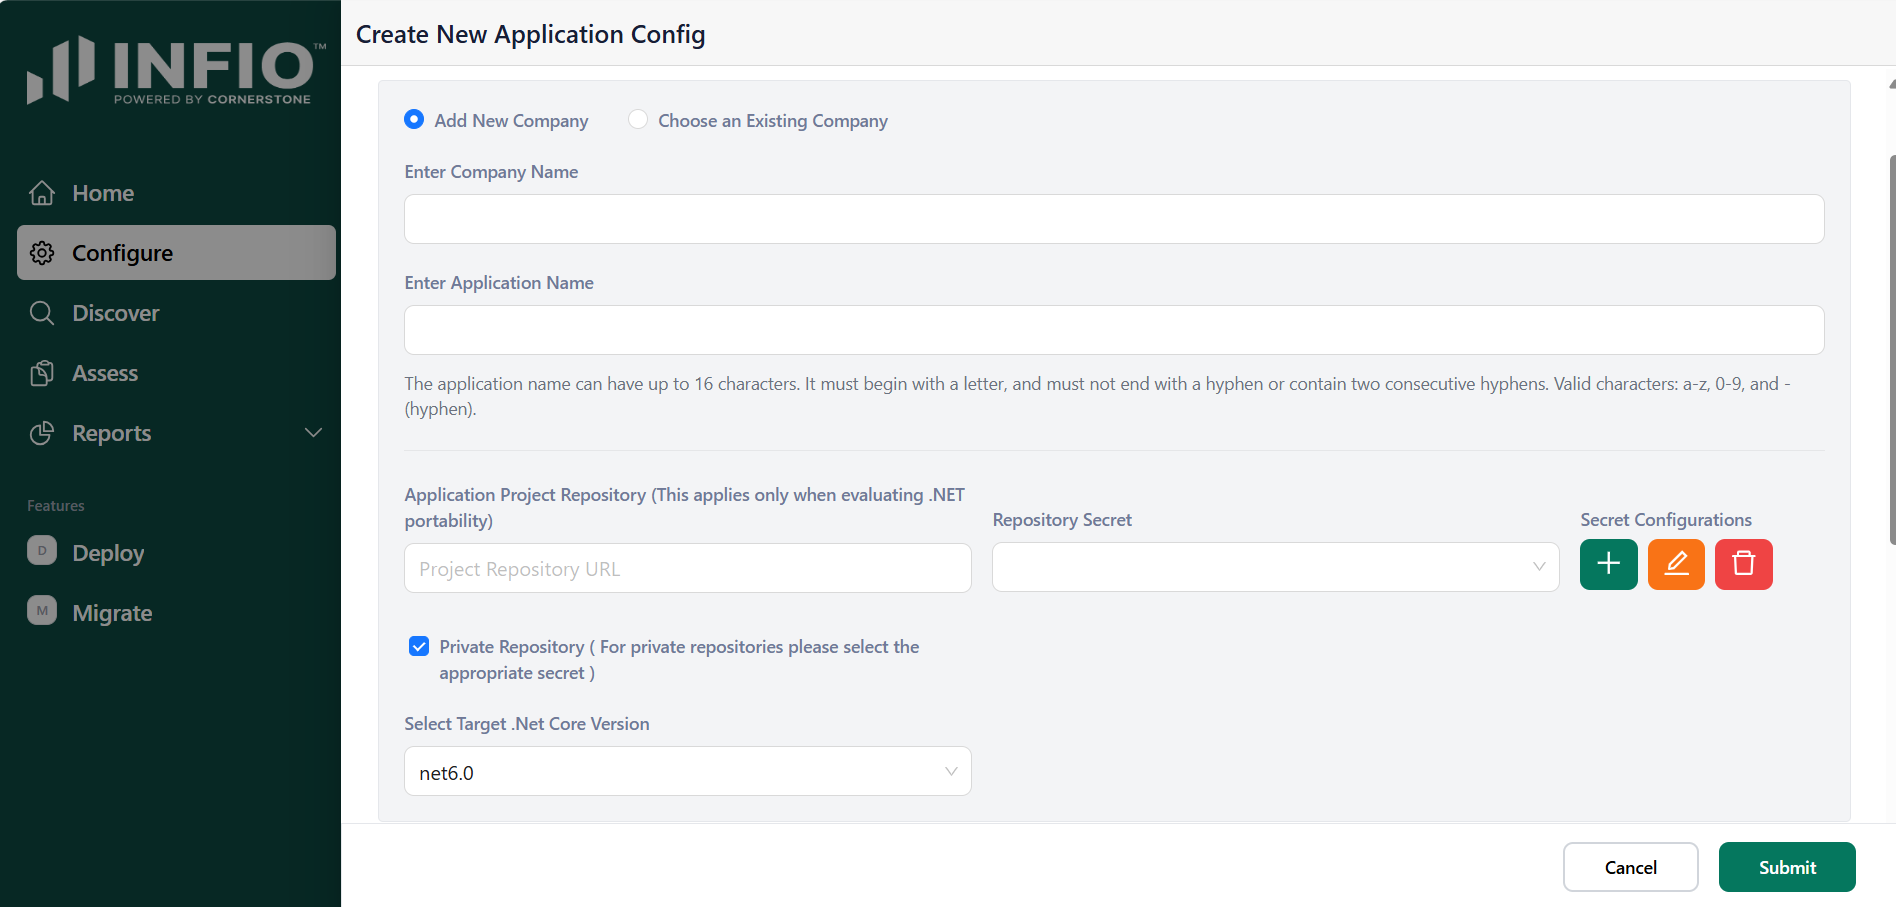 INFIO™
POWERED BY CORNERSTONE
Home
Configure
Discover
Assess
Reports
Features
D Deploy
M Migrate
Create New Application Config
Add New Company Choose an Existing Company
Enter Company Name
Enter Application Name
The application name can have up to 16 characters. It must begin with a letter, and must not end with a hyphen or contain two consecutive hyphens. Valid characters: a-z, 0-9, and -
(hyphen).
Application Project Repository (This applies only when evaluating .NET
portability)
Repository Secret
Secret Configurations
Project Repository URL
Private Repository ( For private repositories please select the
appropriate secret )
Select Target .Net Core Version
net6.0
Cancel
Submit